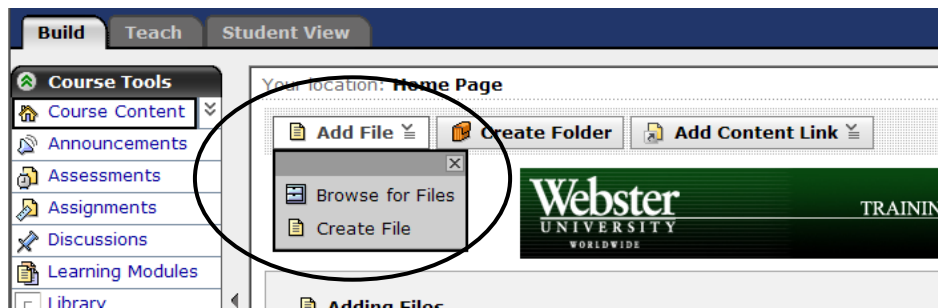 Build Teach Student View
Course Tools
Course Content
Announcements
Assessments
Assignments
Discussions
Learning Modules
Library
Your location: Home Page
Add File Create Folder Add Content Link
Browse for Files
Create File
Webster
UNIVERSITY
WORLDWIDE
TRAININ
Adding Files